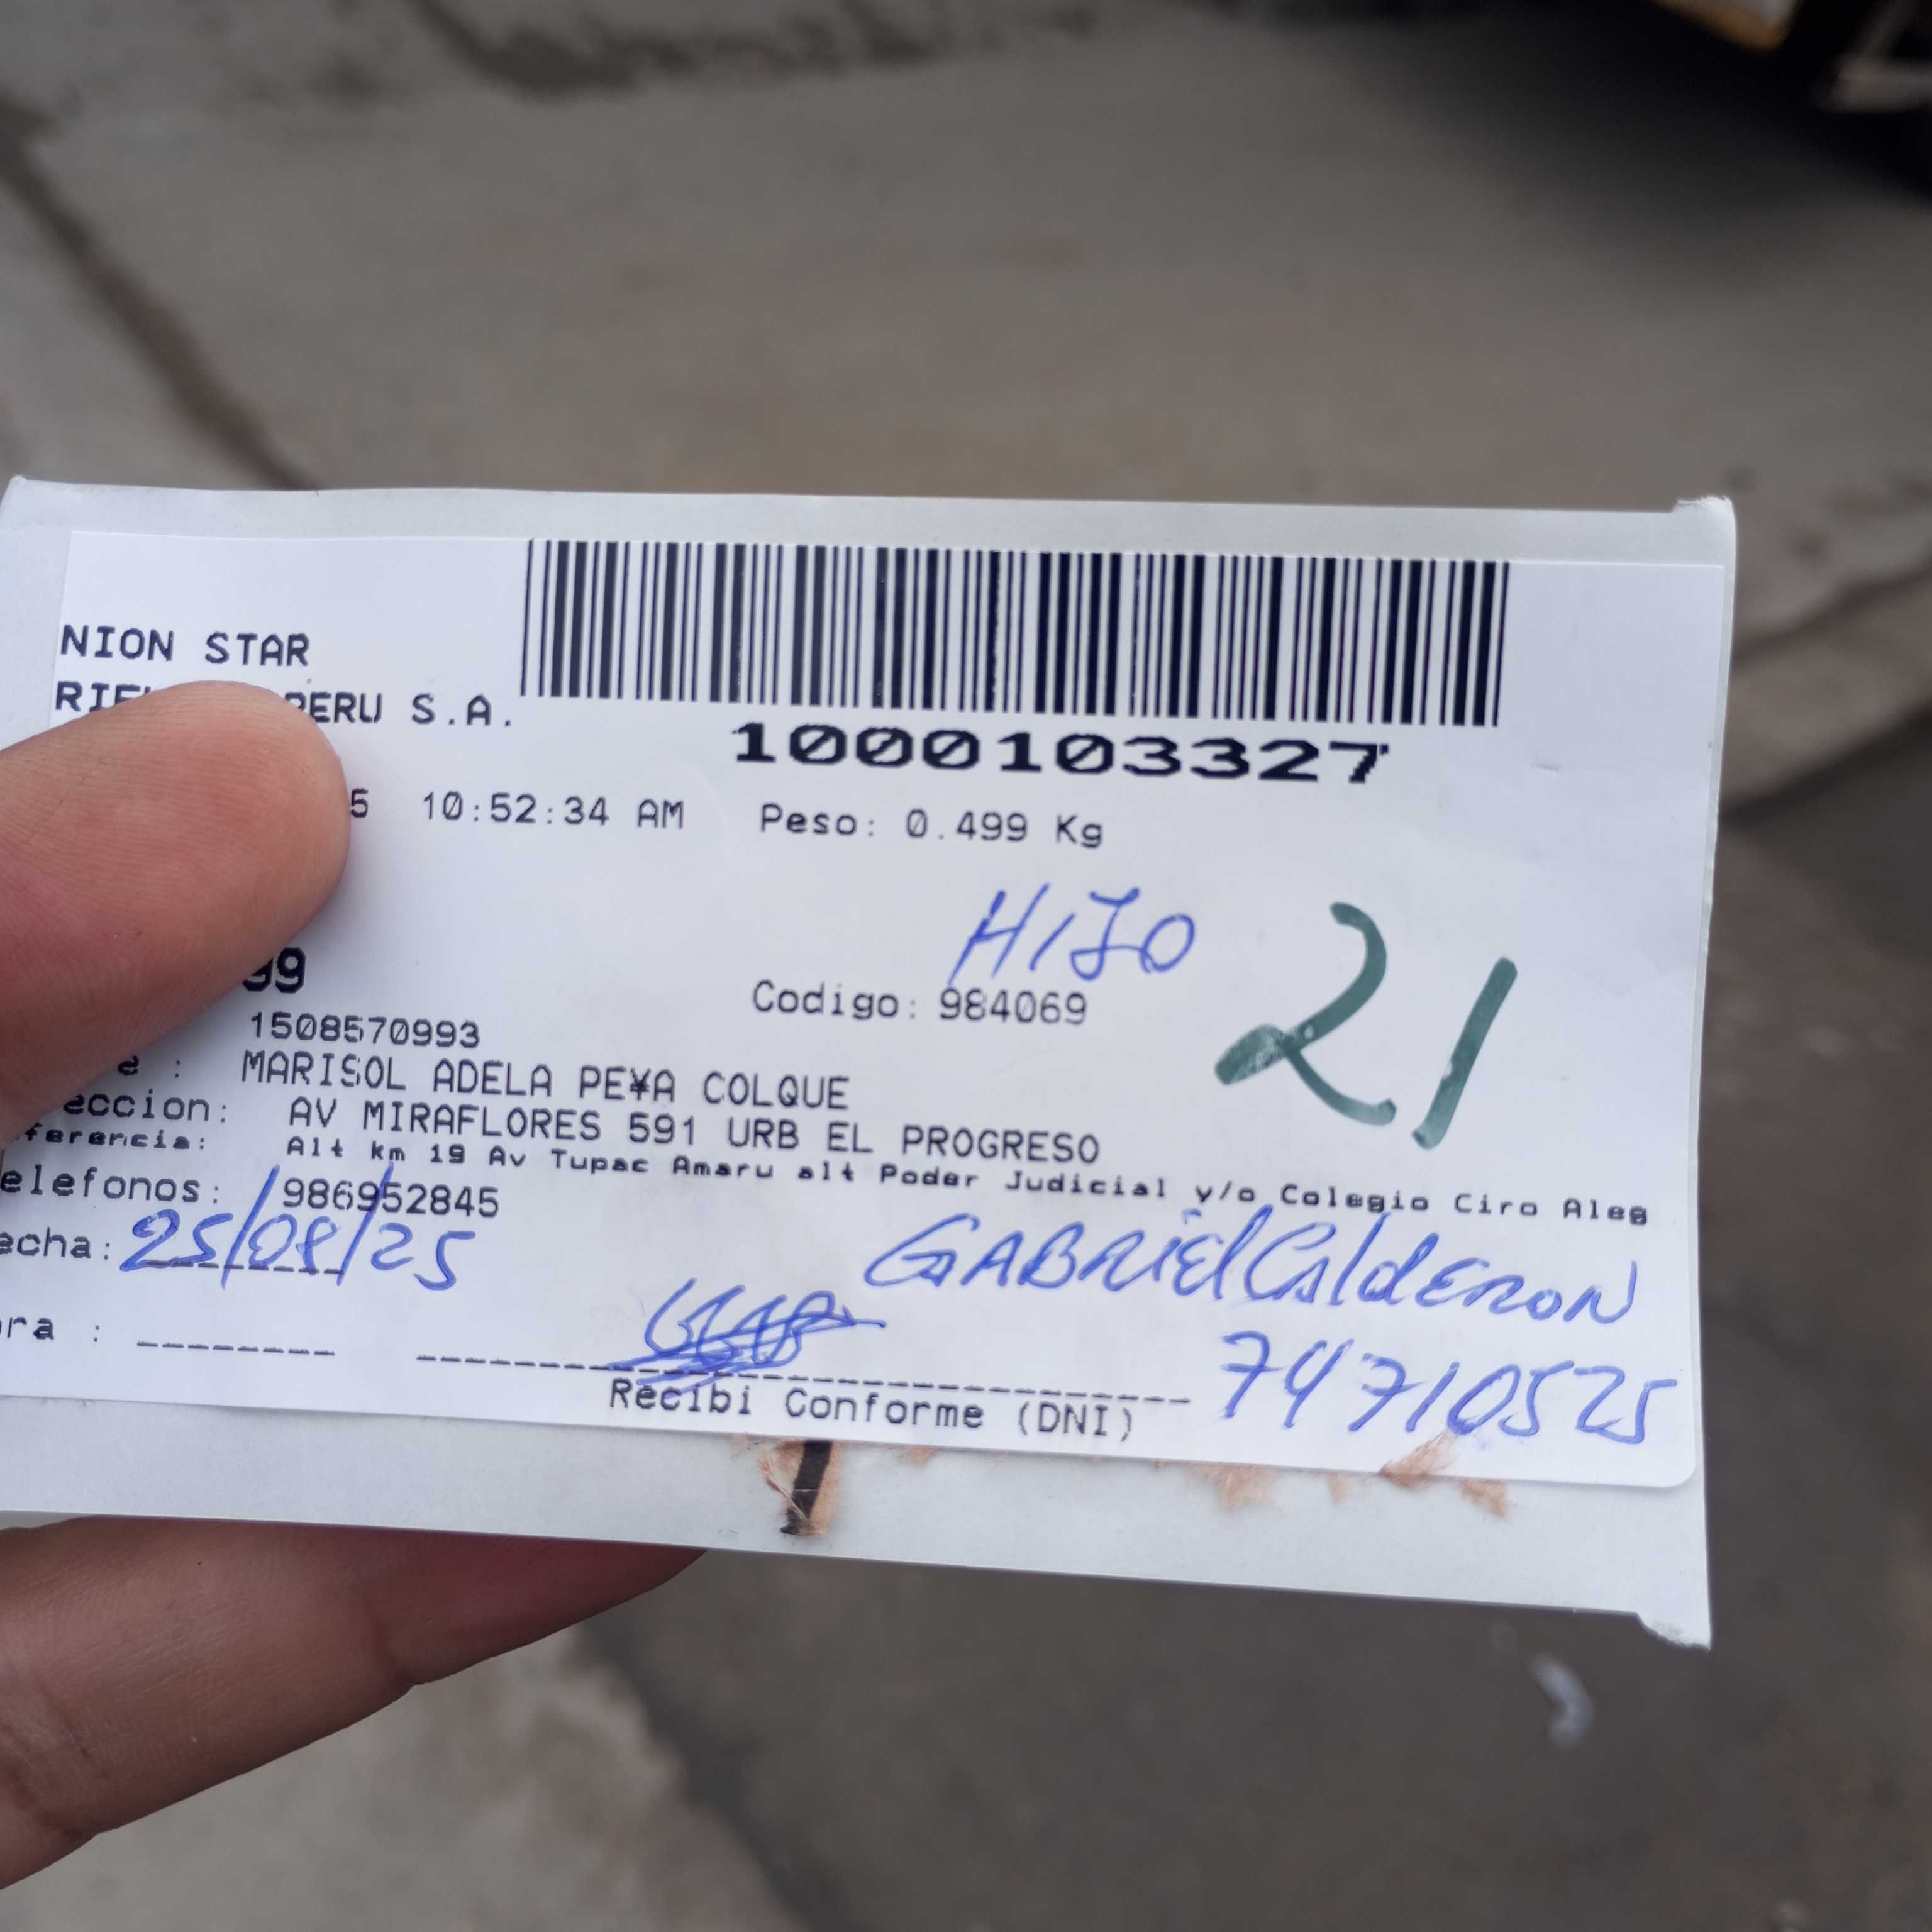 NION STAR
PERU S.A.
1000103327
5 10:52:34 AM Peso: 0.499 Kg
HIJO
21
99
Codigo: 984069
1508570993
e : MARISOL ADELA PE¥A COLQUE
eccion: AV MIRAFLORES 591 URB EL PROGRESO
ferencia: Alt km 19 Av Tupac Amaru alt Poder Judicial y/o Colegio Ciro Aleg
elefonos: 986952845
echa: 25/08/25
GABRiEl CAldERON
ora :
74710525
Recibi Conforme (DNI)